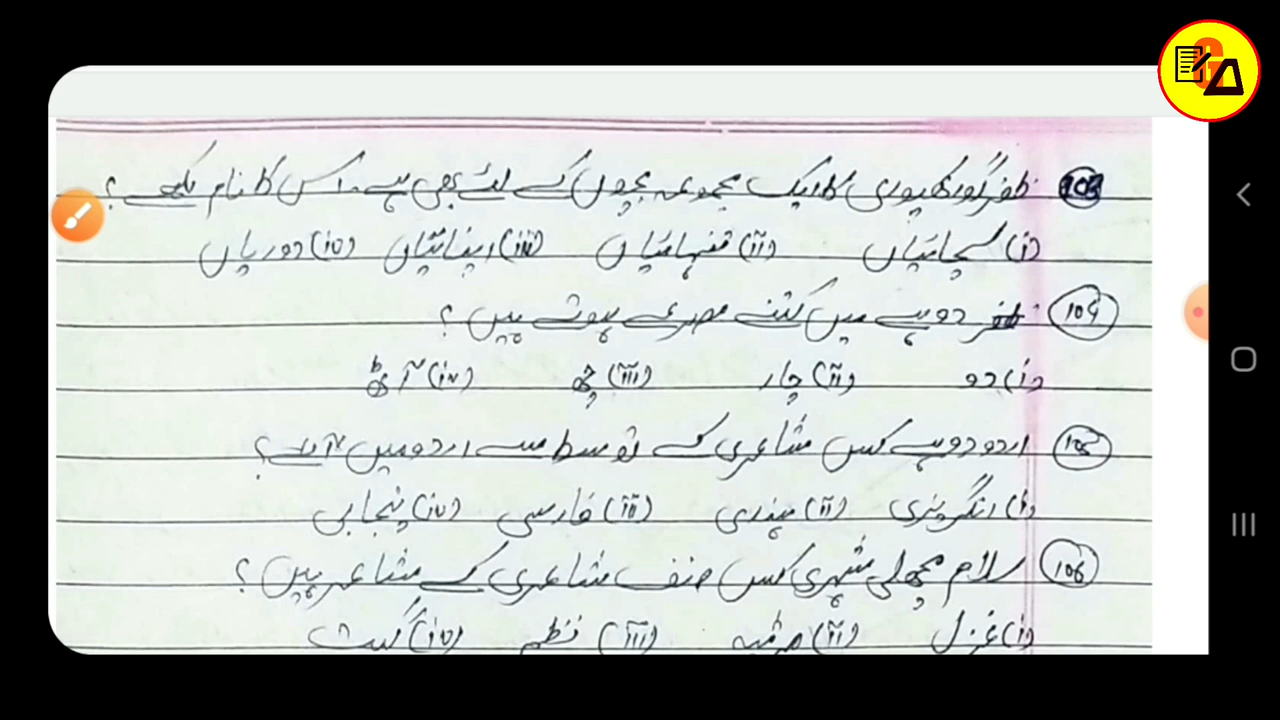 103 ظفر گورکھپوری کا ایک مجموعہ بچوں کے لئے بھی ہے۔ اس کا نام لکھئے؟
(i) سچائیاں (ii) تنہائیاں (iii) اپنائیاں (iv) دوریاں
104 دوہے میں کتنے مصرعے ہوتے ہیں؟
(i) دو (ii) چار (iii) چھ (iv) آٹھ
105 اردو دوہے کس شاعری کے توسط سے اردو میں آئے؟
(i) انگریزی (ii) ہندی (iii) فارسی (iv) پنجابی
106 سلام مچھلی شہری کس صنف شاعری کے شاعر ہیں؟
(i) غزل (ii) مرثیہ (iii) نظم (iv) گیت